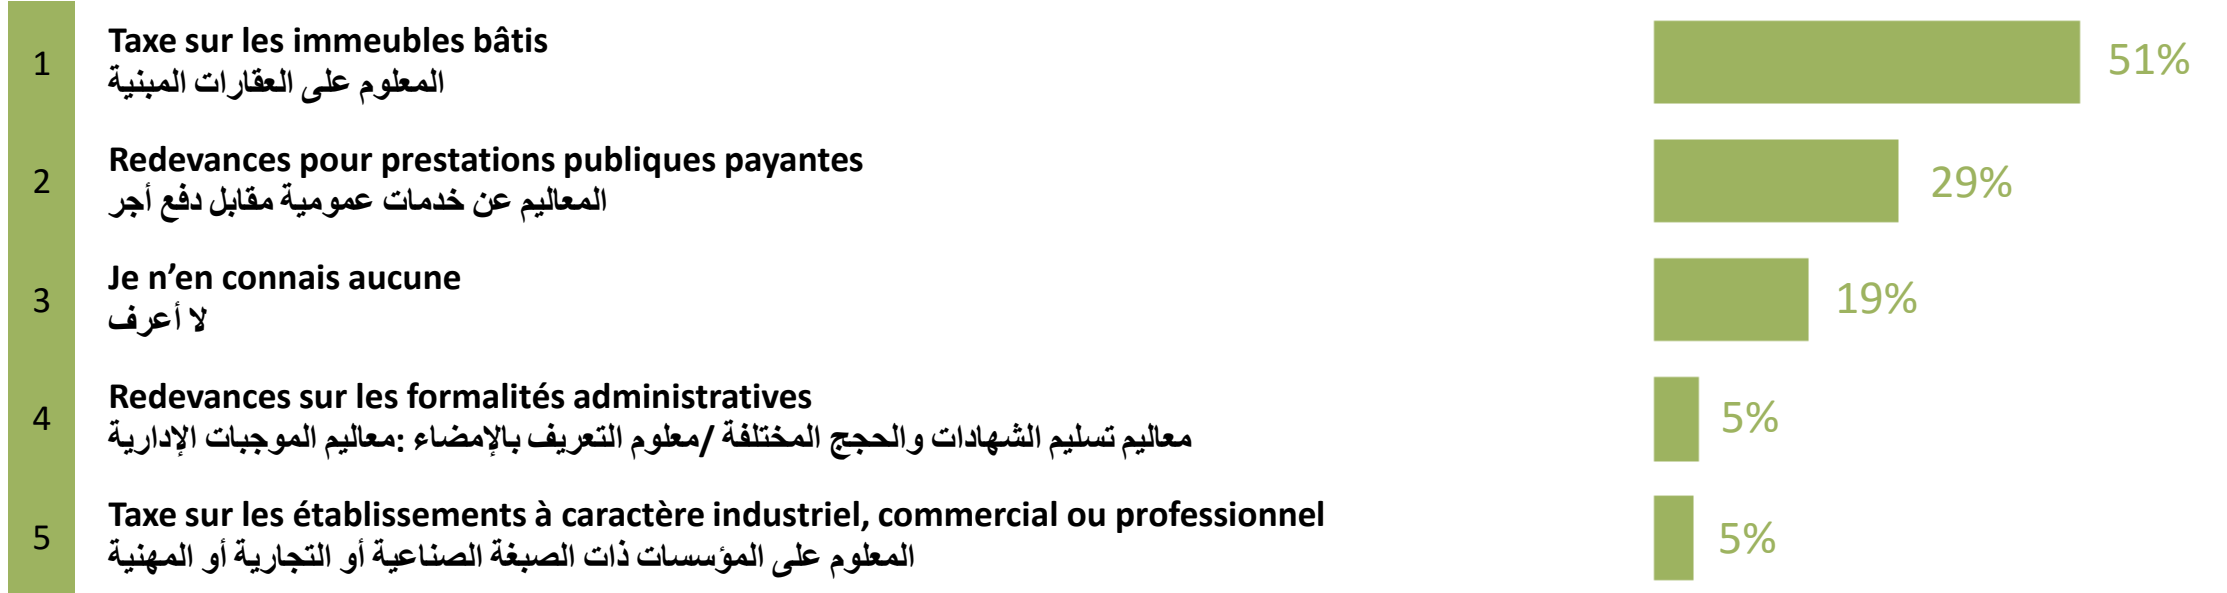 1
Taxe sur les immeubles bâtis
المعلوم على العقارات المبنية
51%
2
Redevances pour prestations publiques payantes
المعاليم عن خدمات عمومية مقابل دفع أجر
29%
3
Je n’en connais aucune
لا أعرف
19%
4
Redevances sur les formalités administratives
معاليم تسليم الشهادات والحجج المختلفة /معلوم التعريف بالإمضاء :معاليم الموجبات الإدارية
5%
5
Taxe sur les établissements à caractère industriel, commercial ou professionnel
المعلوم على المؤسسات ذات الصبغة الصناعية أو التجارية أو المهنية
5%